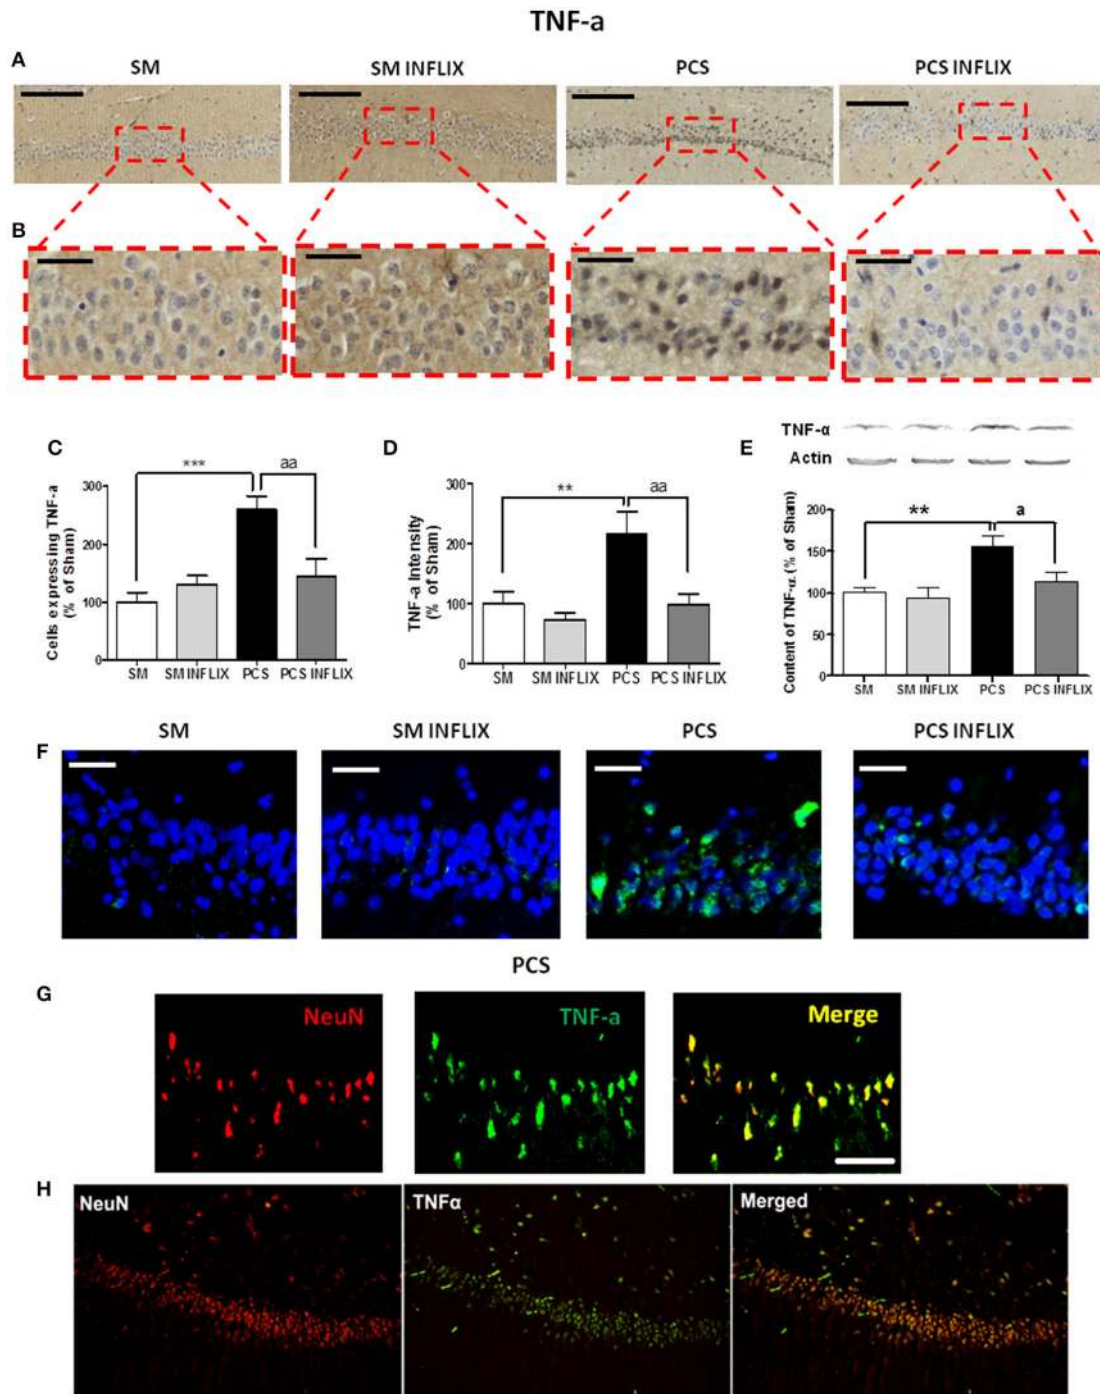 TNF-a
A
SM
SM INFLIX
PCS
PCS INFLIX
B
C
Cells expressing TNF-a
(% of Sham)
300
200
100
0
***
aa
SM
SM INFLIX
PCS
PCS INFLIX
D
TNF-a Intensity
(% of Sham)
300
200
100
0
**
aa
SM
SM INFLIX
PCS
PCS INFLIX
E
TNF-α
Actin
Content of TNF-α (% of Sham)
200
150
100
50
0
**
a
SM
SM INFLIX
PCS
PCS INFLIX
F
SM
SM INFLIX
PCS
PCS INFLIX
PCS
G
NeuN
TNF-a
Merge
H
NeuN
TNFα
Merged